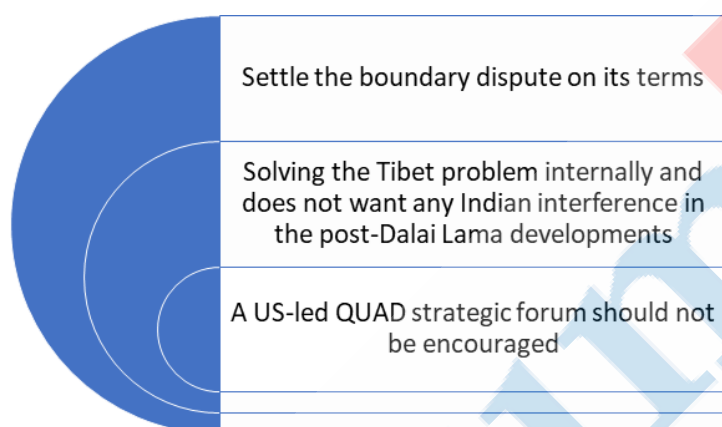 Settle the boundary dispute on its terms
Solving the Tibet problem internally and
does not want any Indian interference in
the post-Dalai Lama developments
A US-led QUAD strategic forum should not
be encouraged